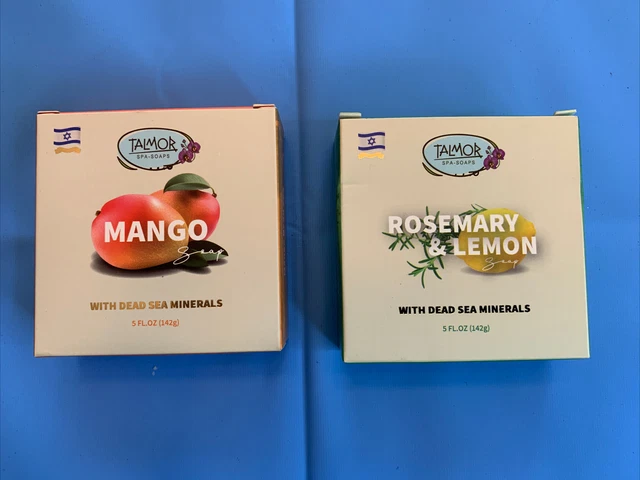 TALMOR
SPA-SOAPS
MANGO
Soap
WITH DEAD SEA MINERALS
5 FL.OZ (142g)
TALMOR
SPA-SOAPS
ROSEMARY
& LEMON
Soap
WITH DEAD SEA MINERALS
5 FL.OZ (142g)